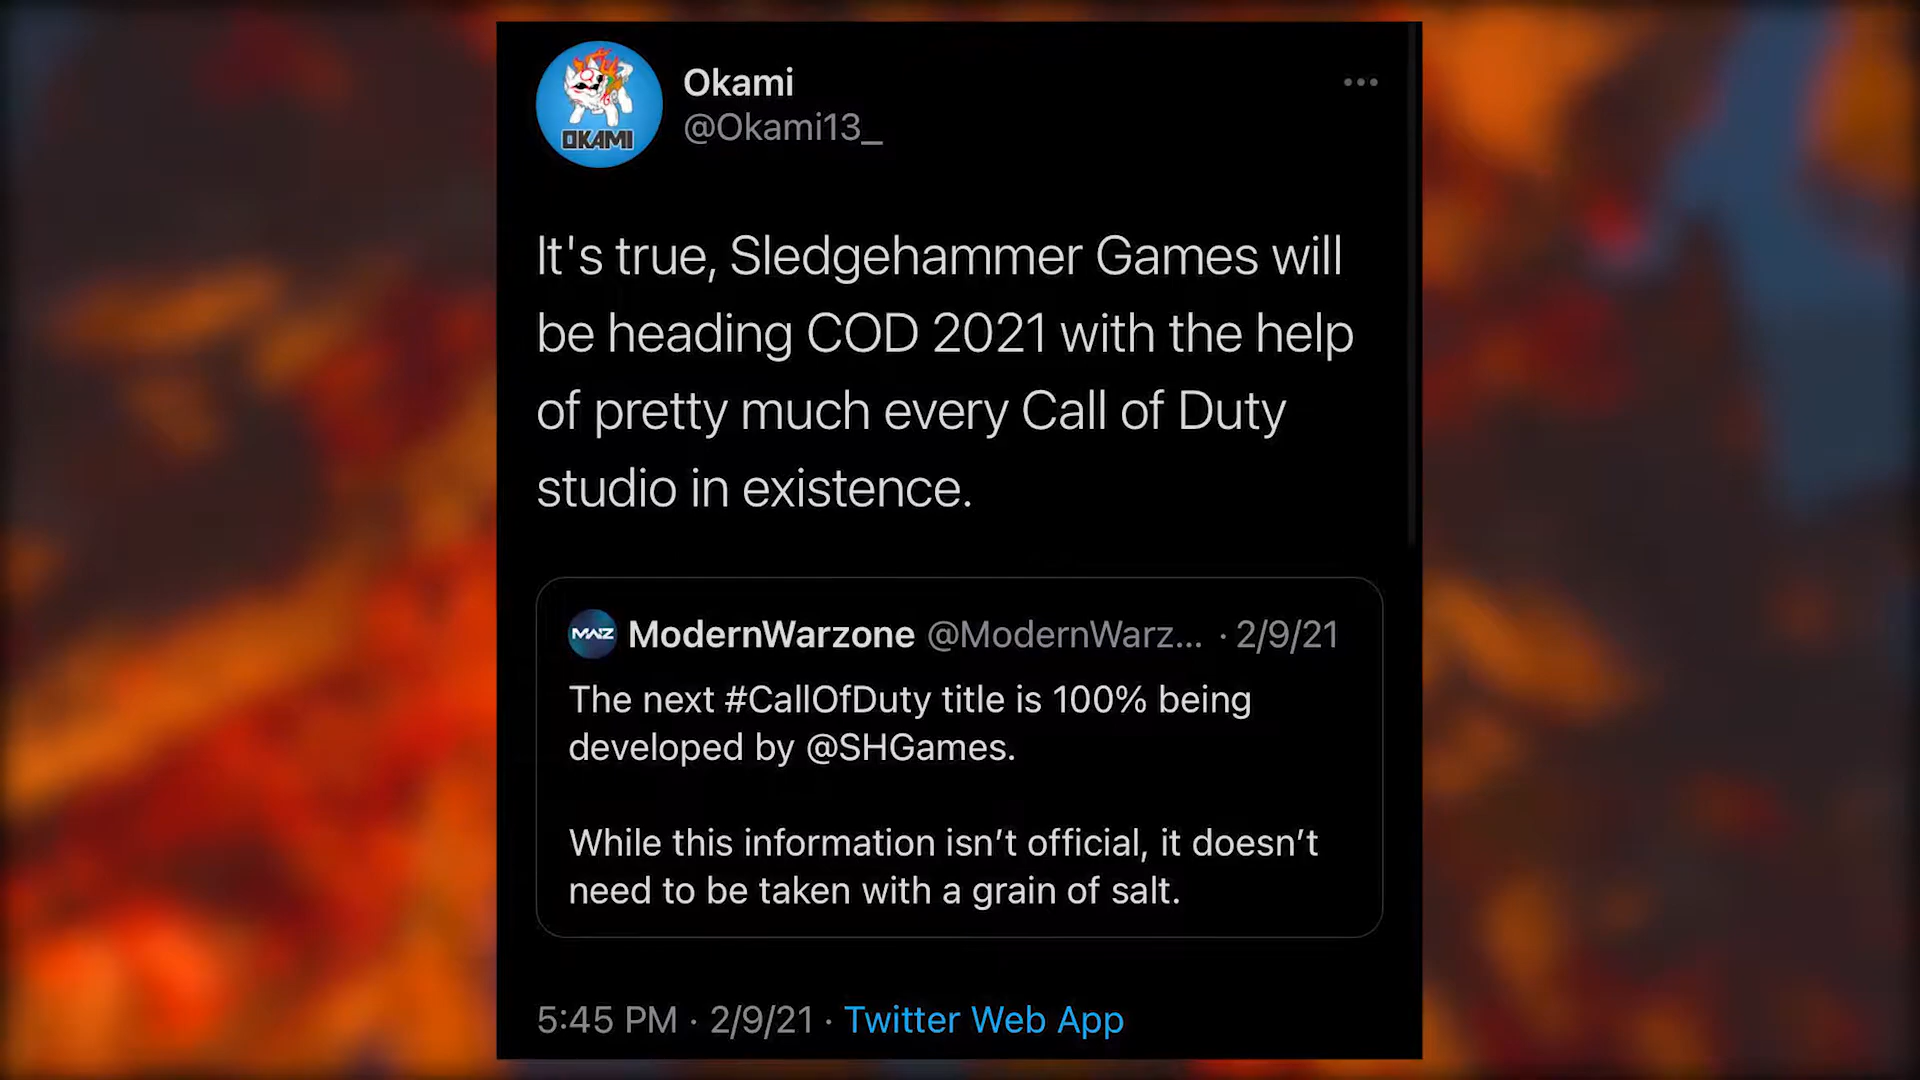 OKAMI
Okami
@Okami13_
It's true, Sledgehammer Games will
be heading COD 2021 with the help
of pretty much every Call of Duty
studio in existence.
MWZ ModernWarzone @ModernWarz... · 2/9/21
The next #CallOfDuty title is 100% being
developed by @SHGames.
While this information isn’t official, it doesn’t
need to be taken with a grain of salt.
5:45 PM · 2/9/21 · Twitter Web App